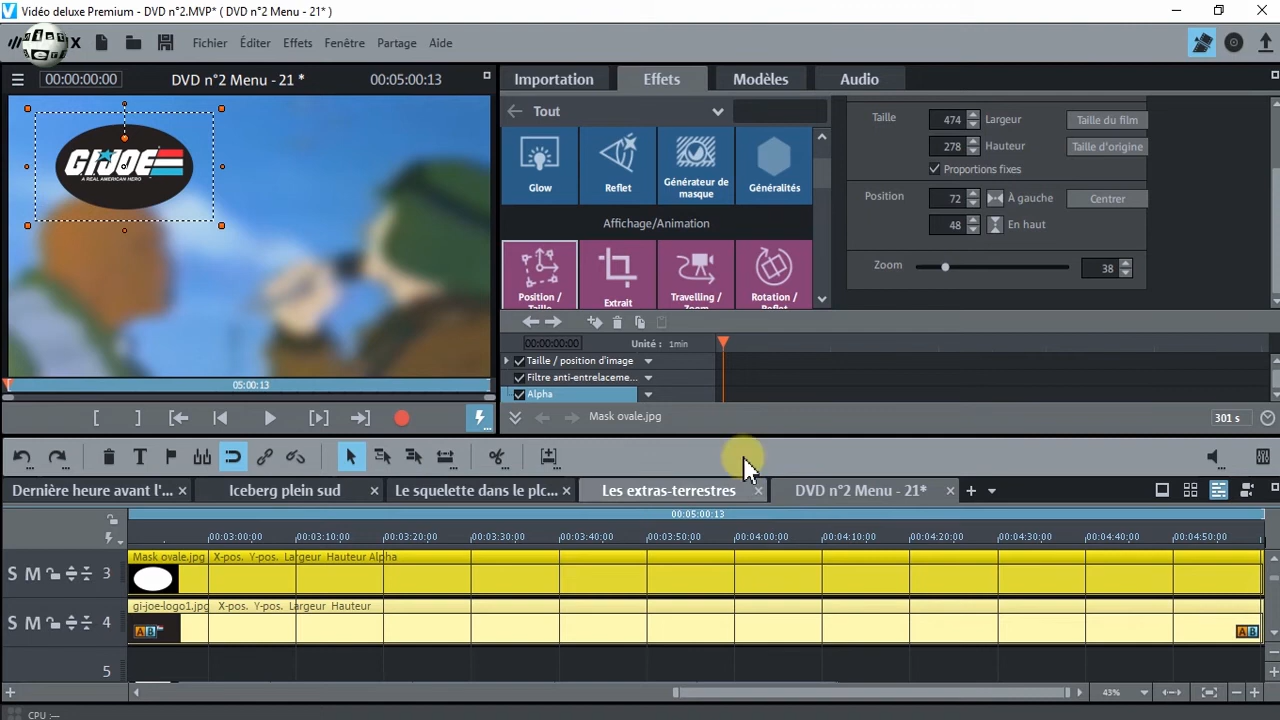 Vidéo deluxe Premium - DVD n°2.MVP* ( DVD n°2 Menu - 21* )
Fichier Éditer Effets Fenêtre Partage Aide
00:00:00:00 DVD n°2 Menu - 21 * 00:05:00:13
Importation Effets Modèles Audio
Tout
GIJOE
A REAL AMERICAN HERO
Glow Reflet Générateur de masque Généralités
Affichage/Animation
Position / Taille Extrait Travelling / Zoom Rotation / Reflet
Taille 474 Largeur Taille du film
278 Hauteur Taille d'origine
Proportions fixes
Position 72 À gauche Centrer
48 En haut
Zoom 38
00:00:00:00 Unité : 1min
Taille / position d'image
Filtre anti-entrelaceme...
Alpha
05:00:13
Mask ovale.jpg 301 s
Dernière heure avant l'... Iceberg plein sud Le squelette dans le plc... Les extras-terrestres DVD n°2 Menu - 21*
00:05:00:13
00:03:00:00 00:03:10:00 00:03:20:00 00:03:30:00 00:03:40:00 00:03:50:00 00:04:00:00 00:04:10:00 00:04:20:00 00:04:30:00 00:04:40:00 00:04:50:00
Mask ovale.jpg X-pos. Y-pos. Largeur Hauteur Alpha
S M 3
gi-joe-logo1.jpg X-pos. Y-pos. Largeur Hauteur
S M 4
5
43%
CPU :--